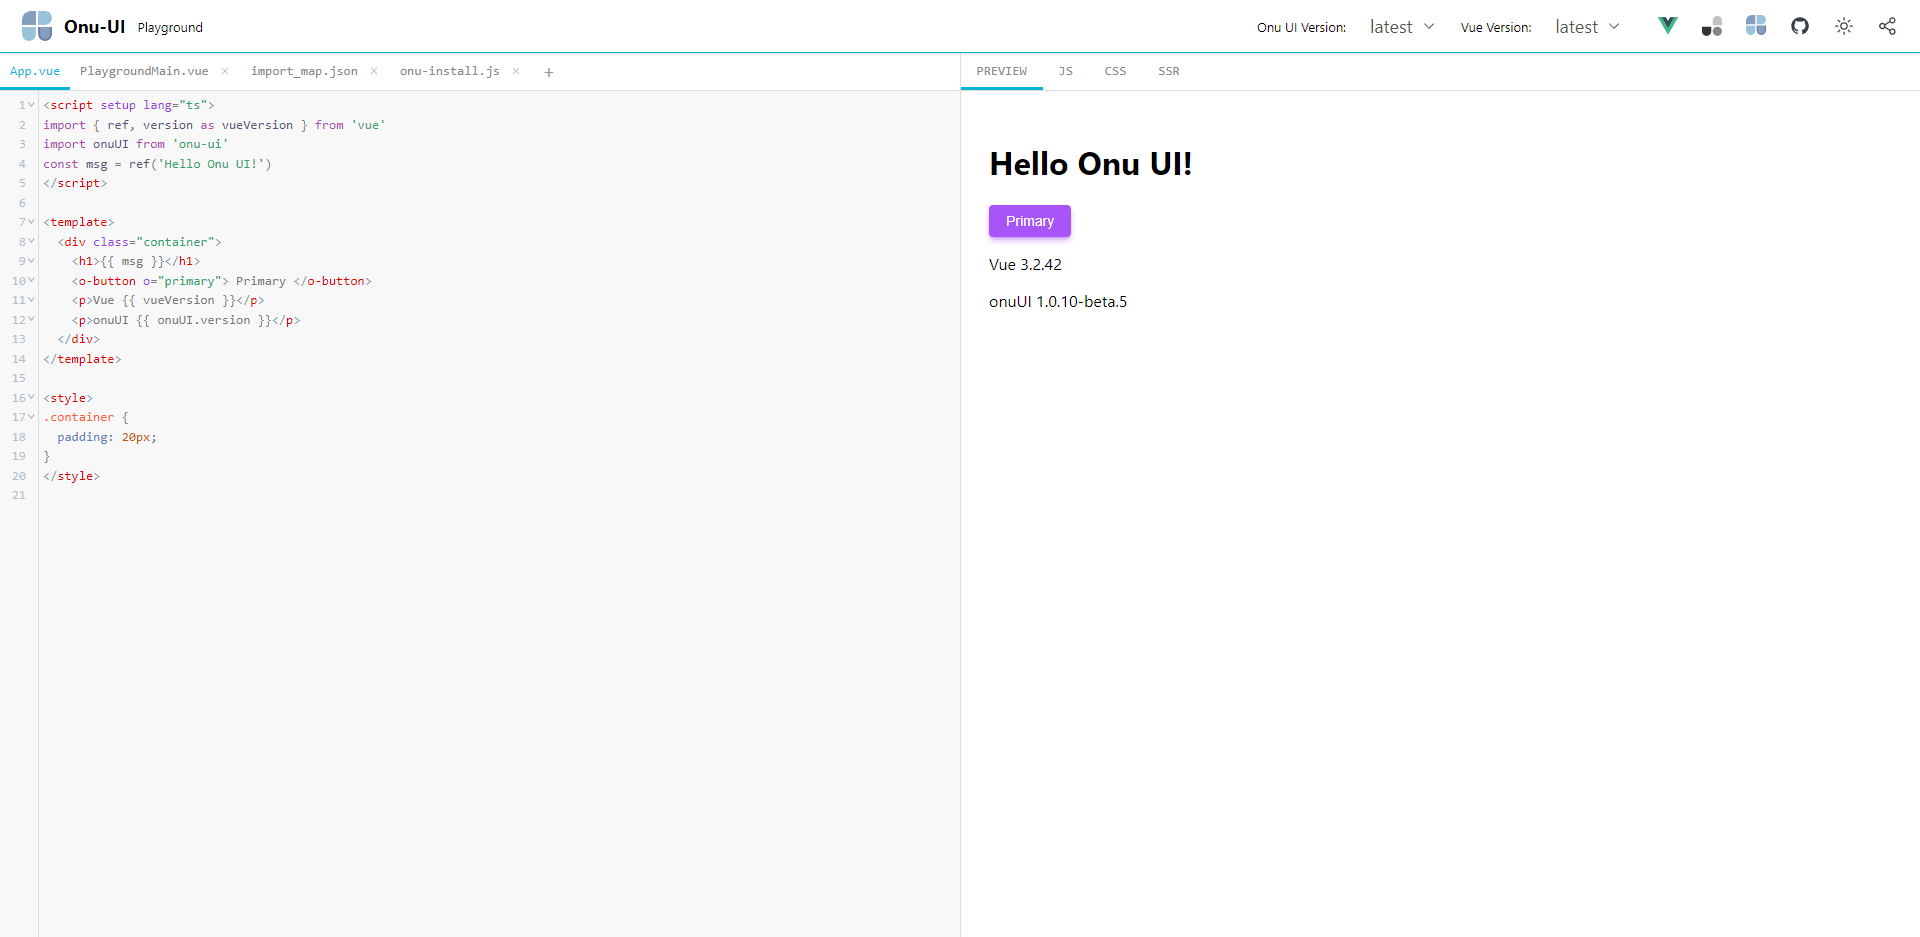 Onu-UI Playground Onu UI Version: latest Vue Version: latest
App.vue PlaygroundMain.vue × import_map.json × onu-install.js × +
1 <script setup lang="ts">
2 import { ref, version as vueVersion } from 'vue'
3 import onuUI from 'onu-ui'
4 const msg = ref('Hello Onu UI!')
5 </script>
6
7 <template>
8   <div class="container">
9     <h1>{{ msg }}</h1>
10     <o-button o="primary"> Primary </o-button>
11     <p>Vue {{ vueVersion }}</p>
12     <p>onuUI {{ onuUI.version }}</p>
13   </div>
14 </template>
15
16 <style>
17 .container {
18   padding: 20px;
19 }
20 </style>
21
PREVIEW JS CSS SSR
Hello Onu UI!
Primary
Vue 3.2.42
onuUI 1.0.10-beta.5